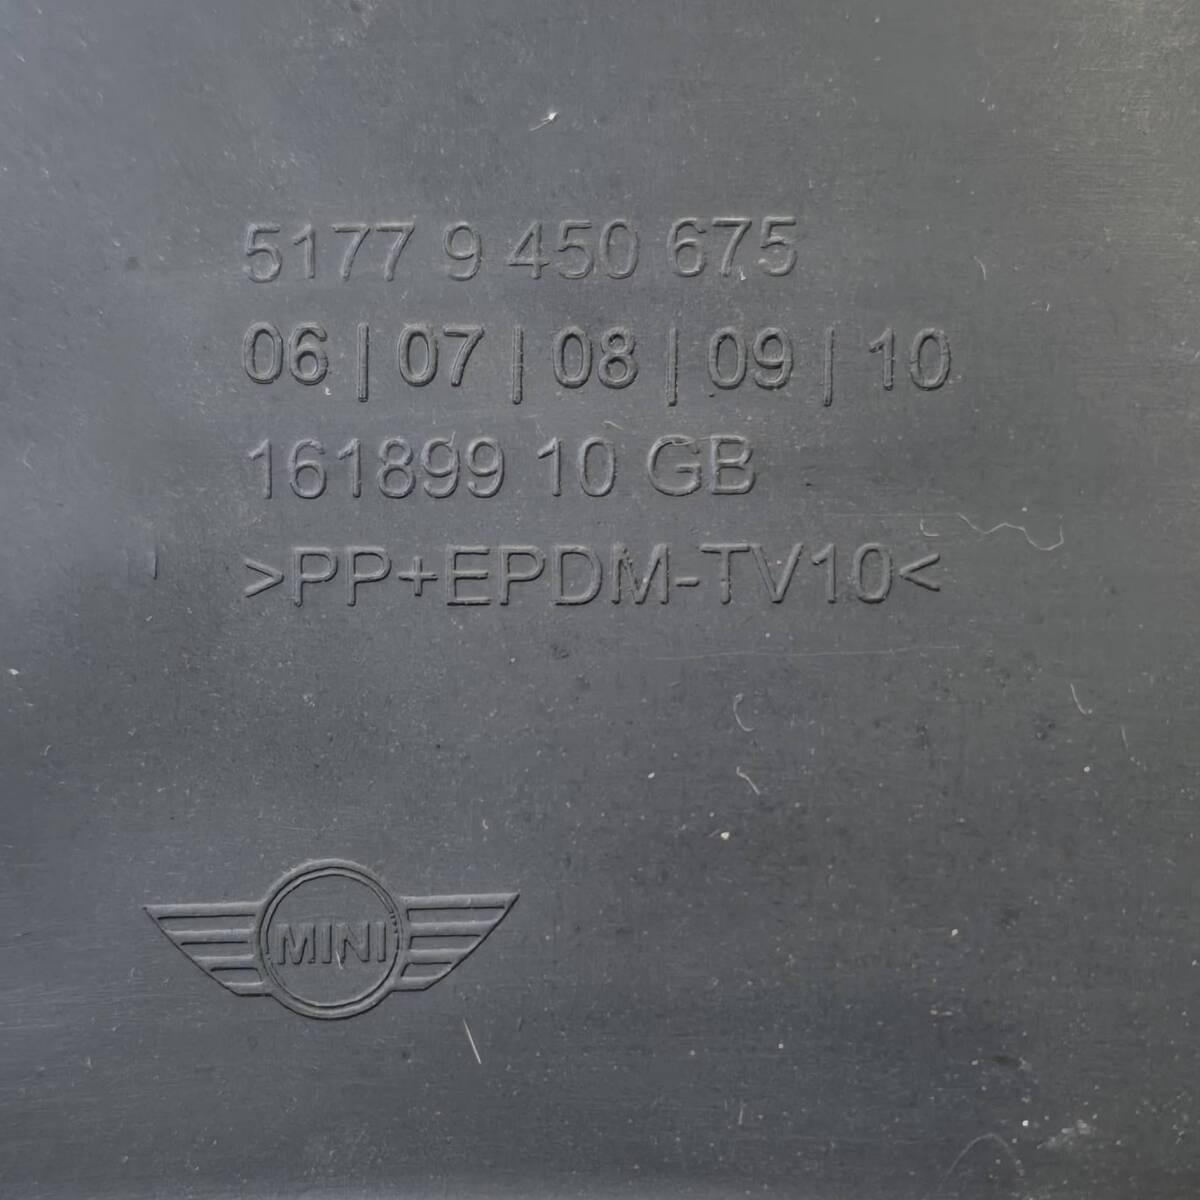 5177 9 450 675
06 | 07 | 08 | 09 | 10
161899 10 GB
>PP+EPDM-TV10<
MINI